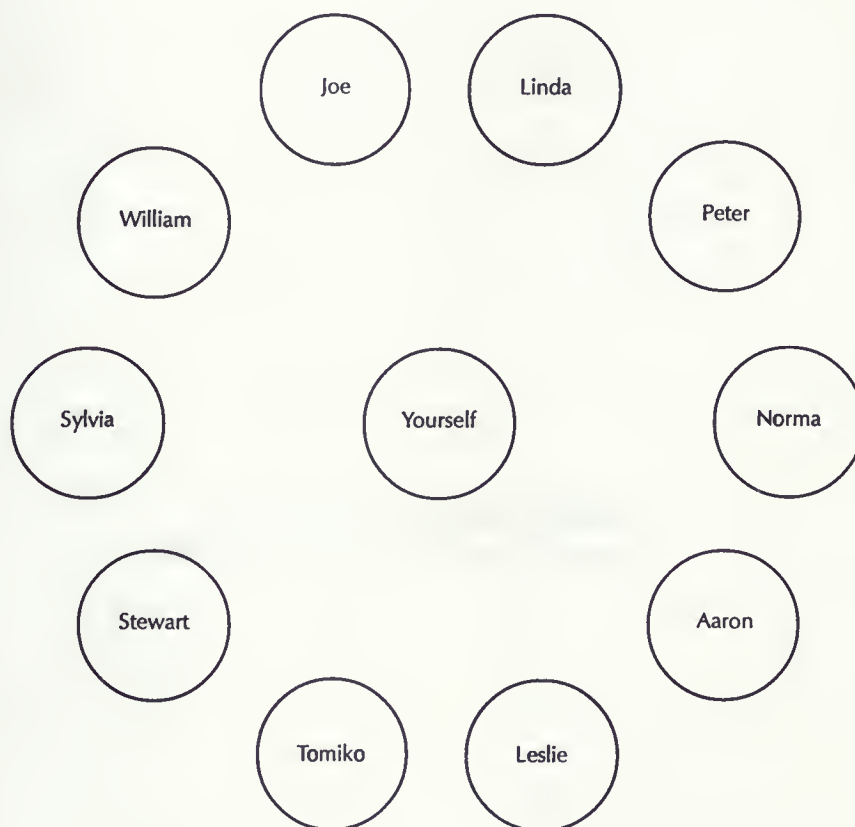 Joe
Linda
William
Peter
Sylvia
Yourself
Norma
Stewart
Aaron
Tomiko
Leslie